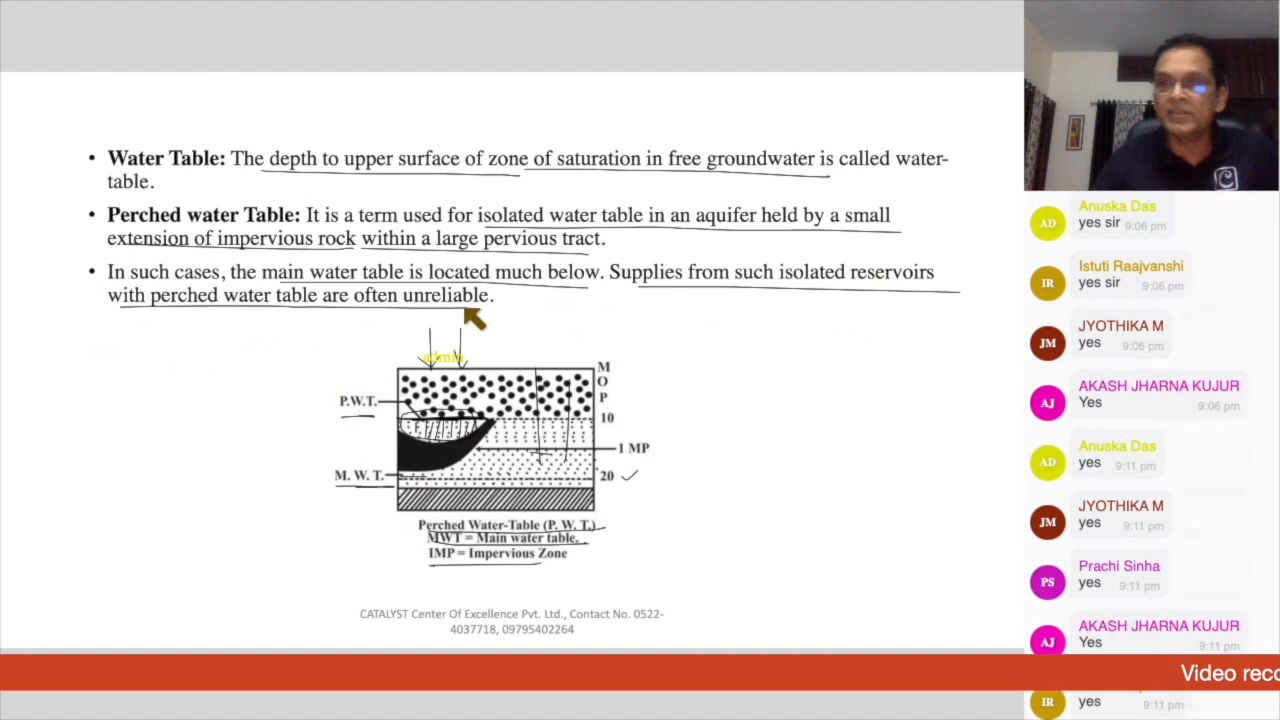 • Water Table: The depth to upper surface of zone of saturation in free groundwater is called water-
table.
• Perched water Table: It is a term used for isolated water table in an aquifer held by a small
extension of impervious rock within a large pervious tract.
• In such cases, the main water table is located much below. Supplies from such isolated reservoirs
with perched water table are often unreliable.
admin
M
O
P
P.W.T.
10
1 MP
M. W. T.
20
Perched Water-Table (P. W. T.)
MWT = Main water table.
IMP = Impervious Zone
CATALYST Center Of Excellence Pvt. Ltd., Contact No. 0522-
4037718, 09795402264
C
AD
Anuska Das
yes sir 9:06 pm
IR
Istuti Raajvanshi
yes sir 9:06 pm
JM
JYOTHIKA M
yes 9:06 pm
AJ
AKASH JHARNA KUJUR
Yes 9:06 pm
AD
Anuska Das
yes 9:11 pm
JM
JYOTHIKA M
yes 9:11 pm
PS
Prachi Sinha
yes 9:11 pm
AJ
AKASH JHARNA KUJUR
Yes 9:11 pm
Video reco
IR
yes 9:11 pm